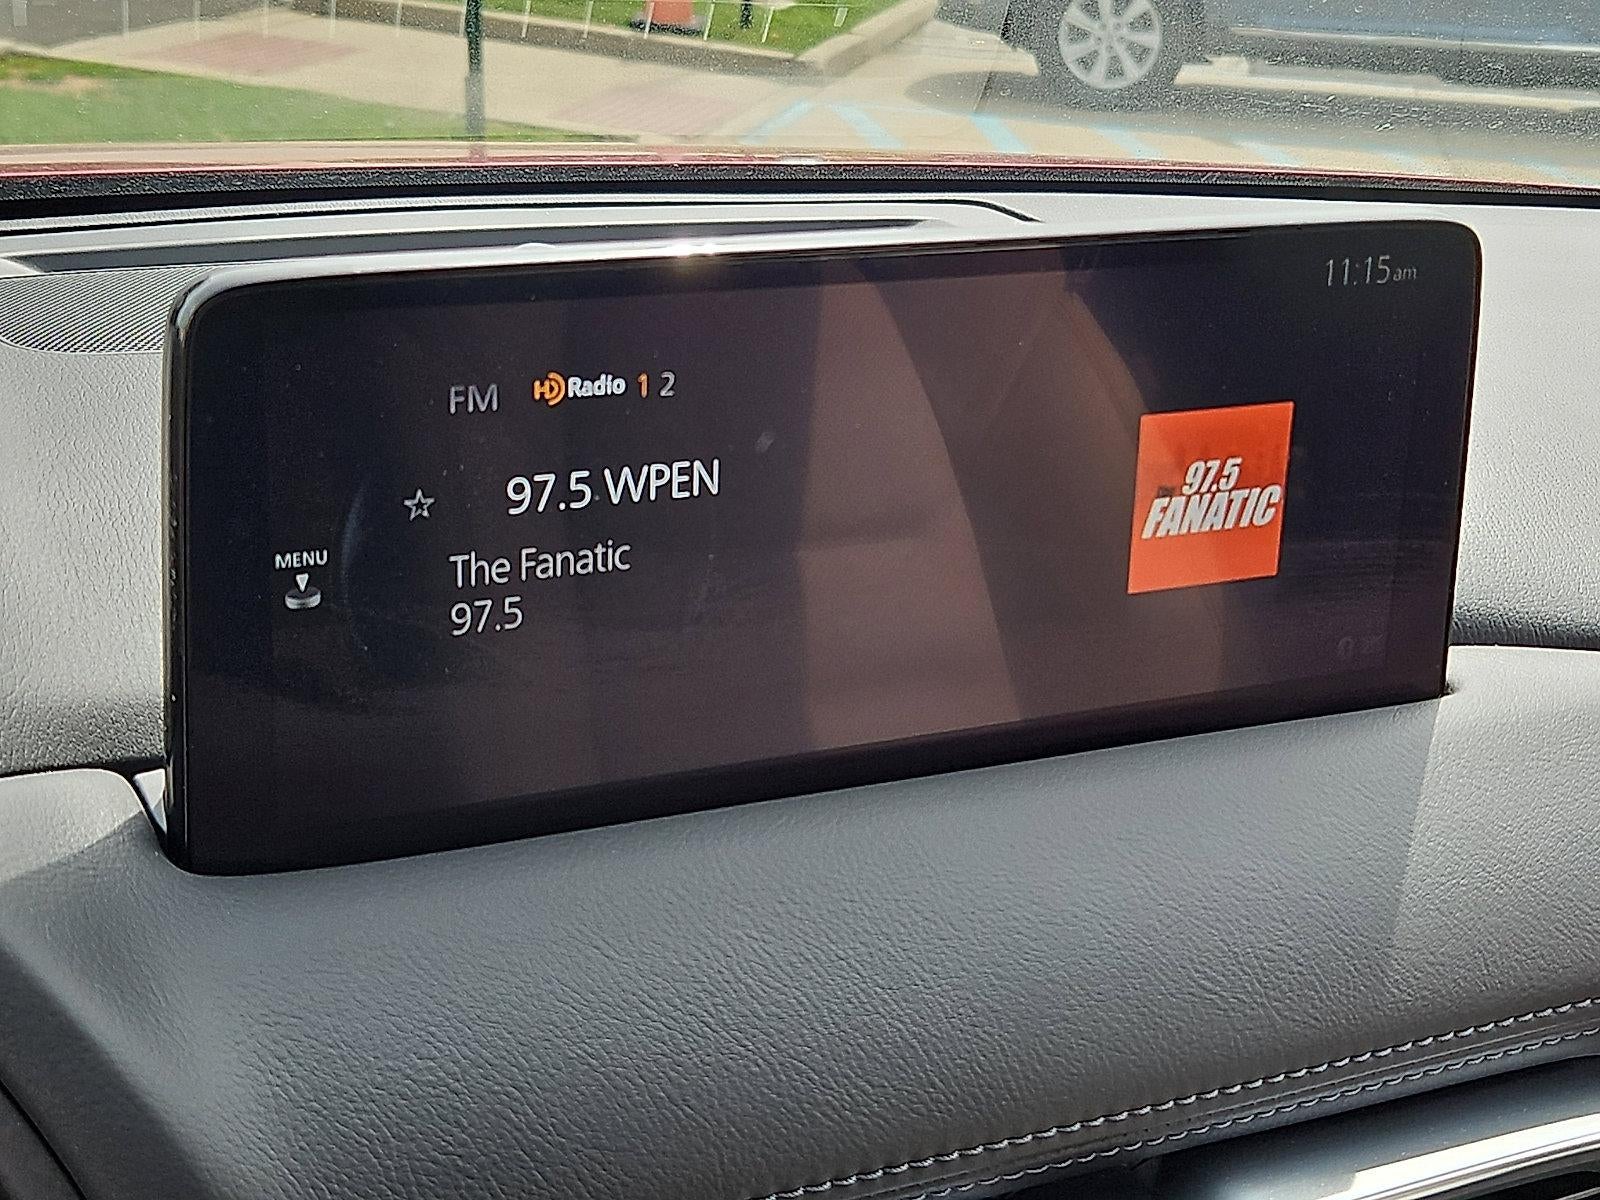 11:15am
FM HD Radio 1 2
97.5 WPEN
The Fanatic
97.5
MENU
97.5
FANATIC